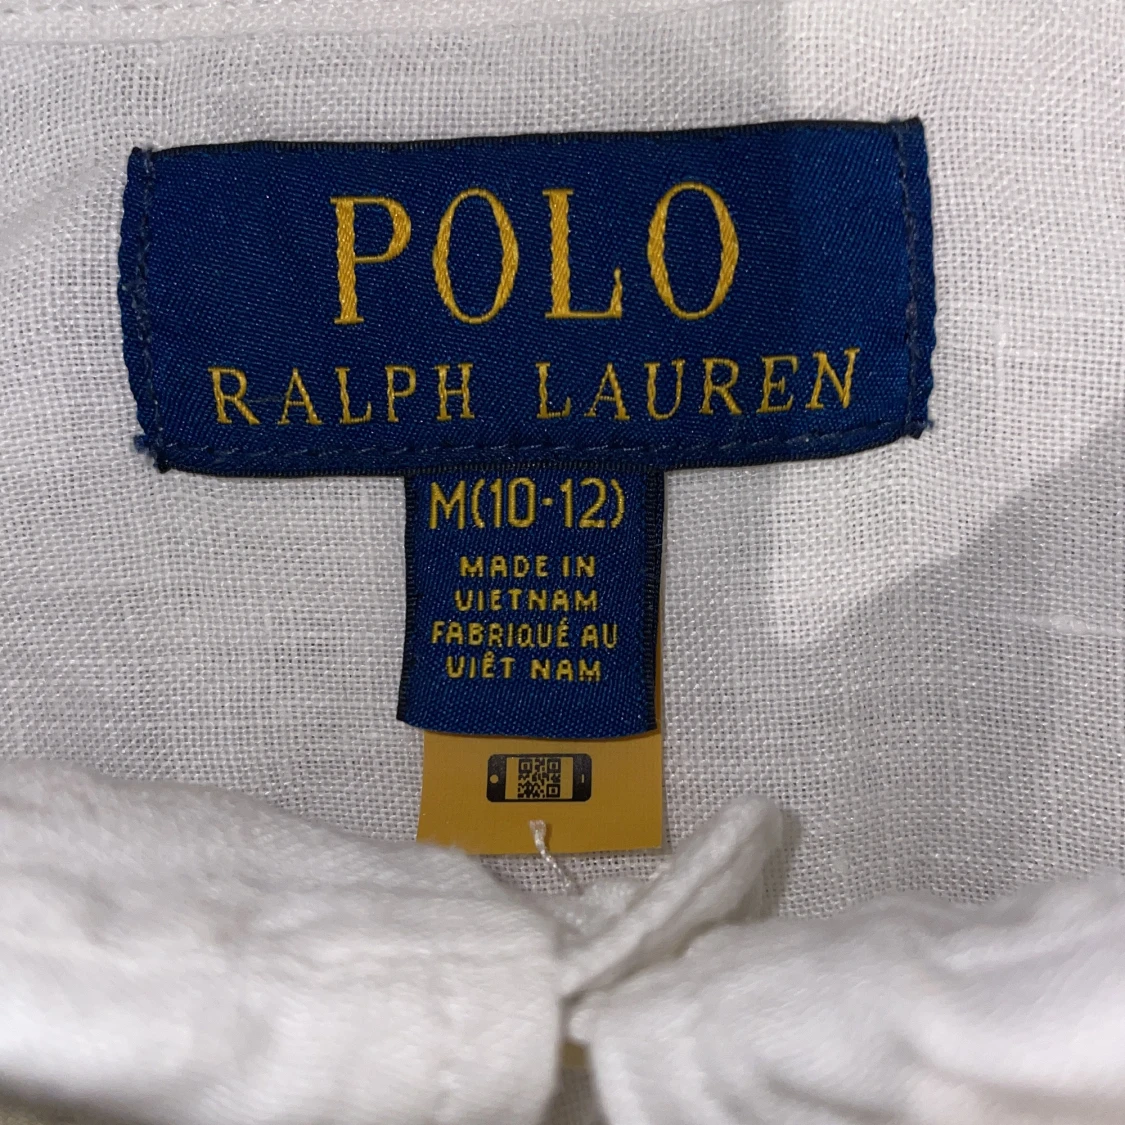 POLO
RALPH LAUREN
M(10-12)
MADE IN
VIETNAM
FABRIQUÉ AU
VIÊT NAM